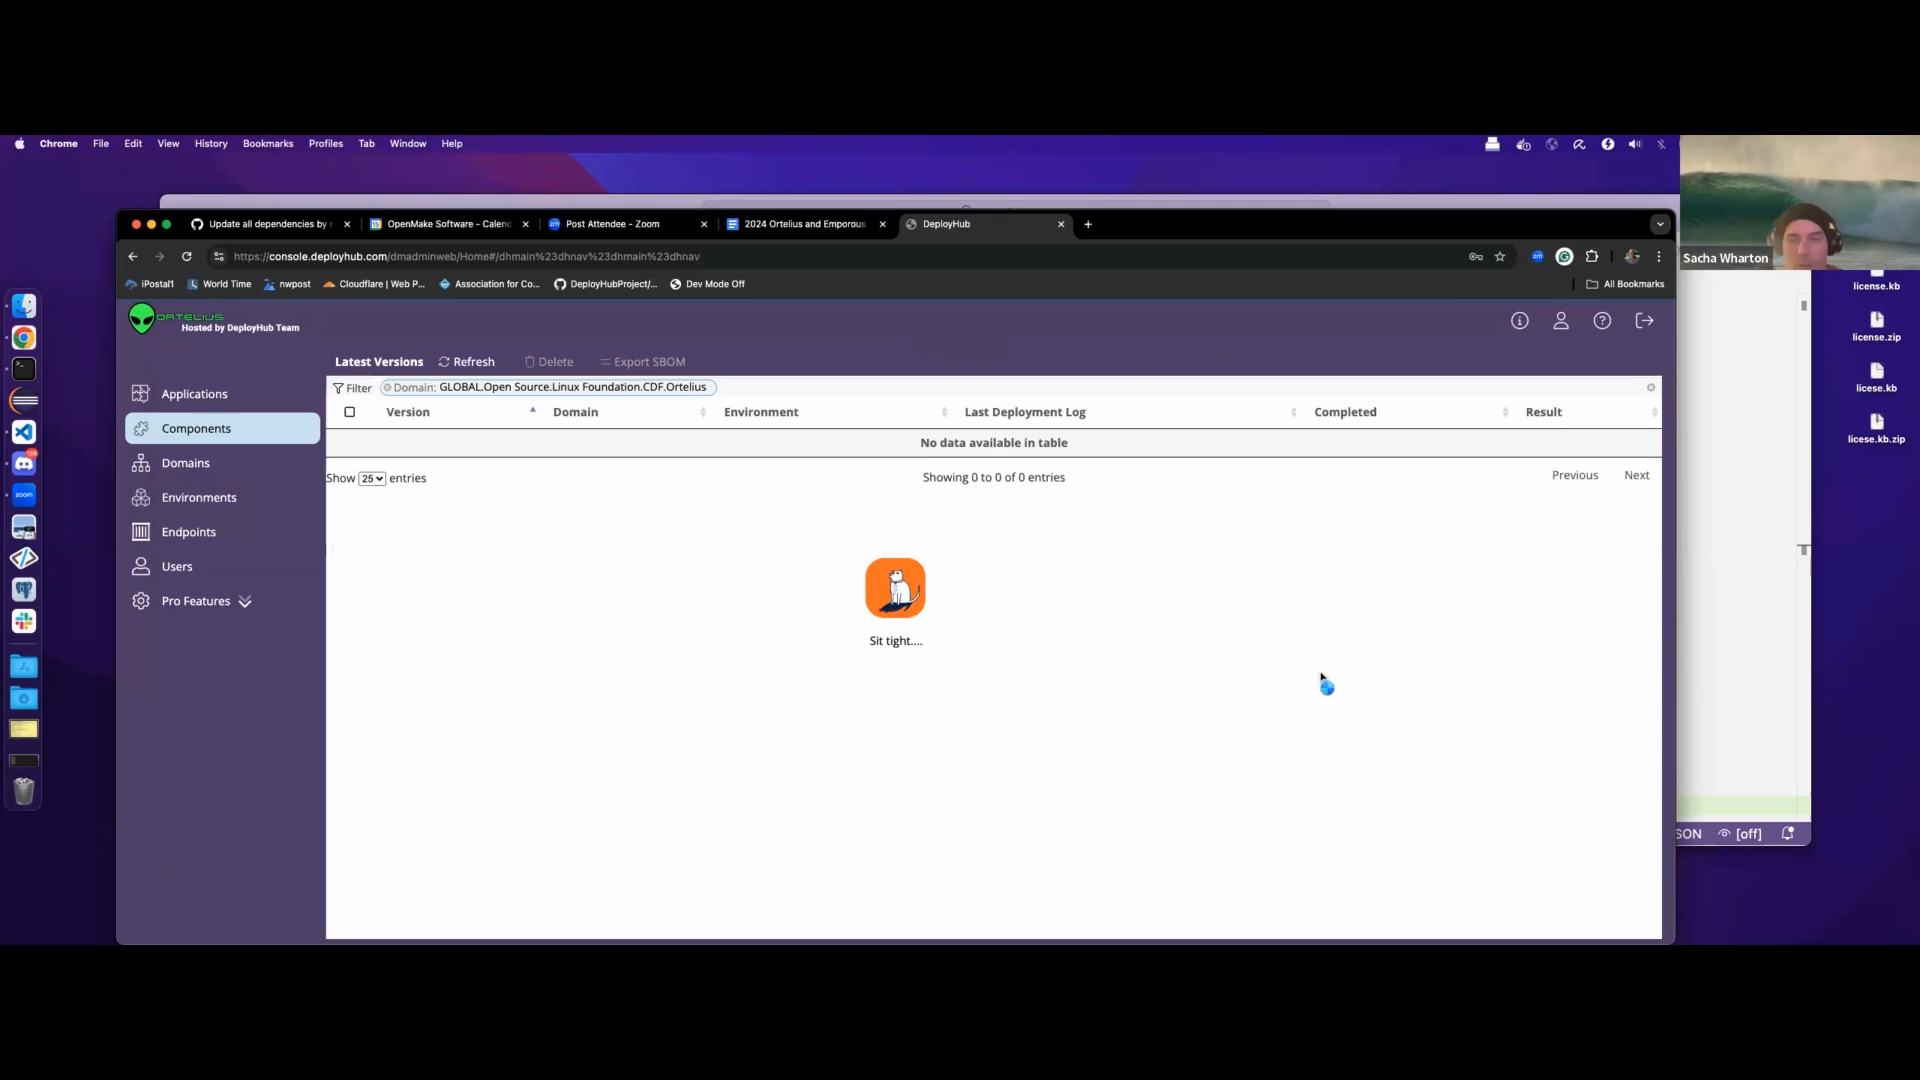 Chrome File Edit View History Bookmarks Profiles Tab Window Help
Update all dependencies by r
OpenMake Software - Calend
Post Attendee - Zoom
2024 Ortelius and Emporous
DeployHub
https://console.deployhub.com/dmadminweb/Home#/dhmain%23dhnav%23dhmain%23dhnav
iPostal1 World Time nwpost Cloudflare | Web P... Association for Co... DeployHubProject/... Dev Mode Off All Bookmarks
Sacha Wharton
license.kb
license.zip
licese.kb
licese.kb.zip
ORTELIUS
Hosted by DeployHub Team
Latest Versions Refresh Delete Export SBOM
Filter Domain: GLOBAL.Open Source.Linux Foundation.CDF.Ortelius
Version Domain Environment Last Deployment Log Completed Result
No data available in table
Show 25 entries Showing 0 to 0 of 0 entries Previous Next
Applications
Components
Domains
Environments
Endpoints
Users
Pro Features
Sit tight....
zoom
SON [off]